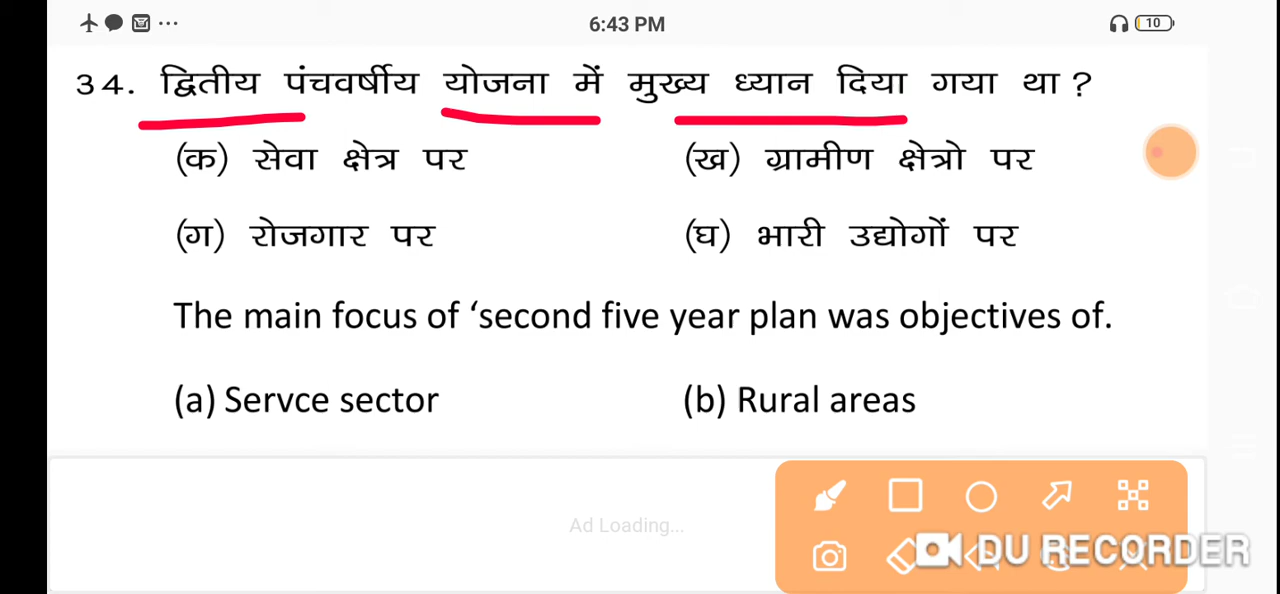 6:43 PM
10
34. द्वितीय पंचवर्षीय योजना में मुख्य ध्यान दिया गया था ?
(क) सेवा क्षेत्र पर (ख) ग्रामीण क्षेत्रो पर
(ग) रोजगार पर (घ) भारी उद्योगों पर
The main focus of ‘second five year plan was objectives of.
(a) Servce sector (b) Rural areas
Ad Loading...
DU RECORDER